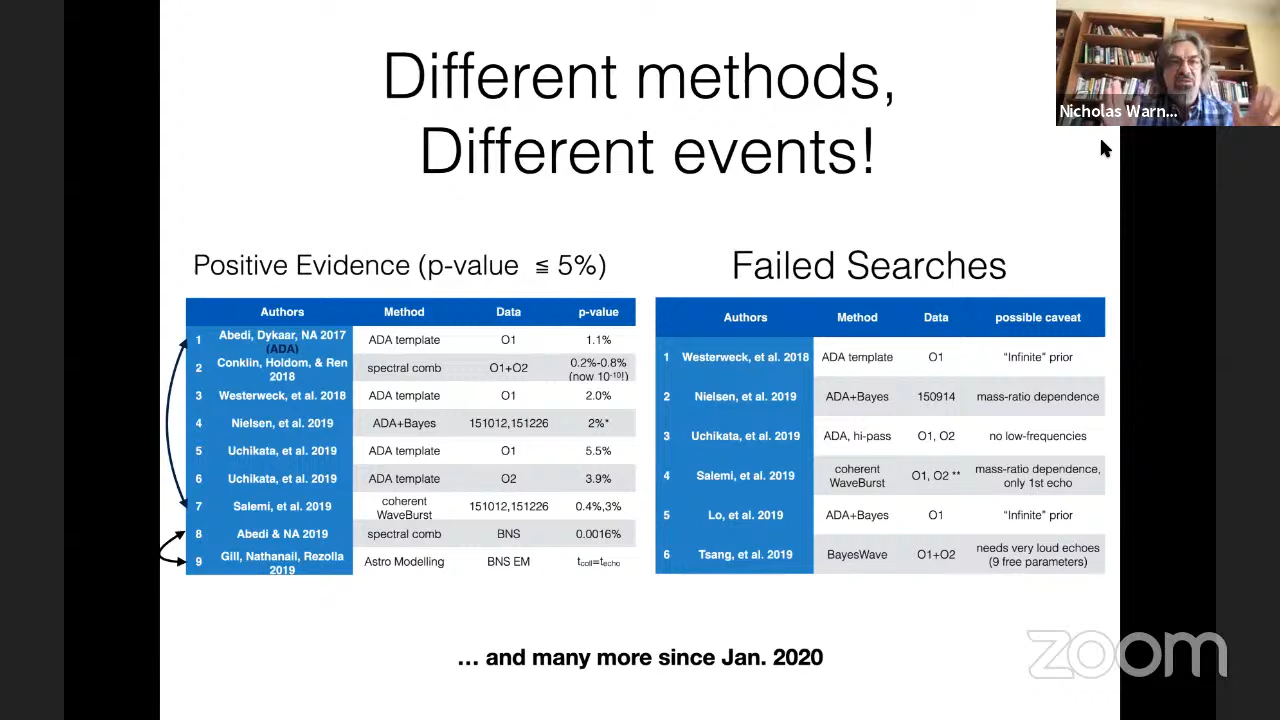 Different methods,
Different events!
Nicholas Warn...
Positive Evidence (p-value ≦ 5%)
Authors Method Data p-value
1 Abedi, Dykaar, NA 2017 (ADA) ADA template O1 1.1%
2 Conklin, Holdom, & Ren 2018 spectral comb O1+O2 0.2%-0.8% (now 10-10!)
3 Westerweck, et al. 2018 ADA template O1 2.0%
4 Nielsen, et al. 2019 ADA+Bayes 151012,151226 2%*
5 Uchikata, et al. 2019 ADA template O1 5.5%
6 Uchikata, et al. 2019 ADA template O2 3.9%
7 Salemi, et al. 2019 coherent WaveBurst 151012,151226 0.4%,3%
8 Abedi & NA 2019 spectral comb BNS 0.0016%
9 Gill, Nathanail, Rezolla 2019 Astro Modelling BNS EM tcoll=techo
Failed Searches
Authors Method Data possible caveat
1 Westerweck, et al. 2018 ADA template O1 "Infinite" prior
2 Nielsen, et al. 2019 ADA+Bayes 150914 mass-ratio dependence
3 Uchikata, et al. 2019 ADA, hi-pass O1, O2 no low-frequencies
4 Salemi, et al. 2019 coherent WaveBurst O1, O2 ** mass-ratio dependence, only 1st echo
5 Lo, et al. 2019 ADA+Bayes O1 "Infinite" prior
6 Tsang, et al. 2019 BayesWave O1+O2 needs very loud echoes (9 free parameters)
... and many more since Jan. 2020
zoom